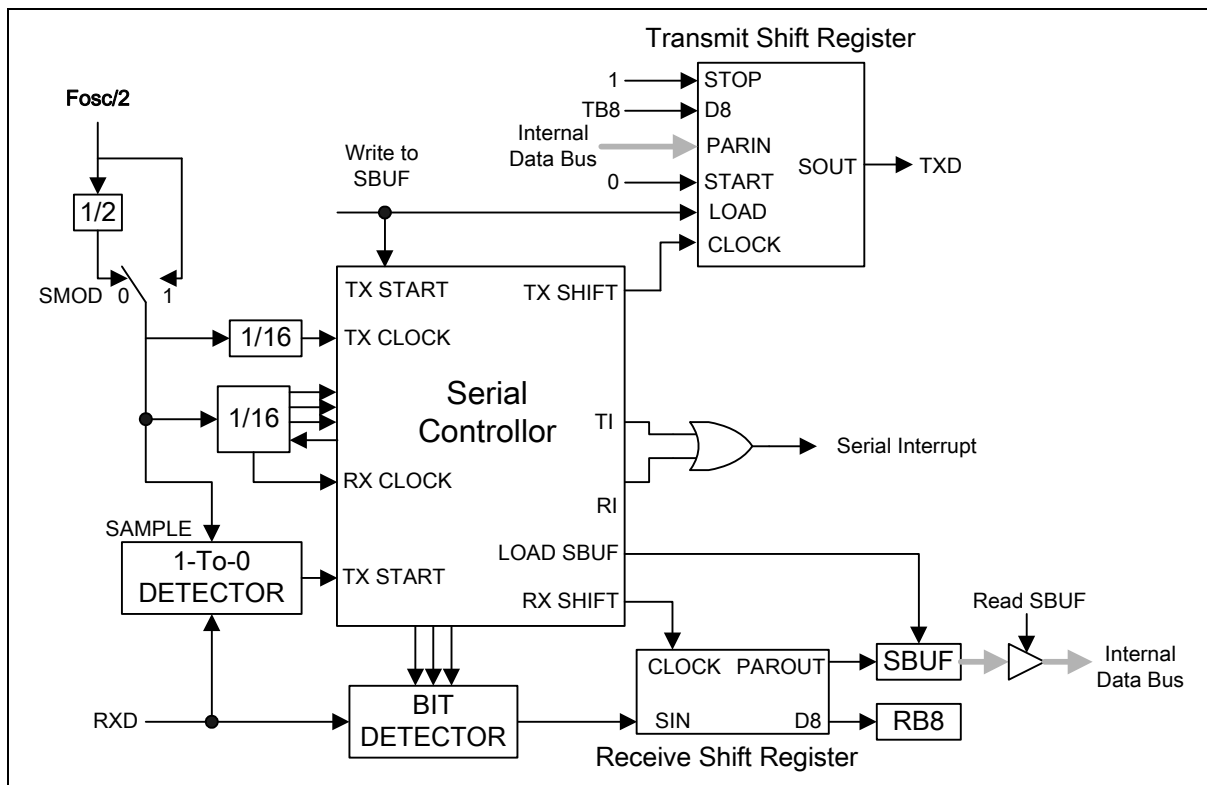 Transmit Shift Register
1
STOP
TB8
D8
Internal
Data Bus
PARIN
SOUT
TXD
0
START
LOAD
CLOCK
Fosc/2
1/2
SMOD 0 1
Write to
SBUF
TX START
TX SHIFT
1/16
TX CLOCK
1/16
Serial
Controllor
TI
Serial Interrupt
RX CLOCK
RI
SAMPLE
1-To-0
DETECTOR
TX START
LOAD SBUF
RX SHIFT
Read SBUF
CLOCK
PAROUT
SBUF
Internal
Data Bus
RXD
BIT
DETECTOR
SIN
D8
RB8
Receive Shift Register